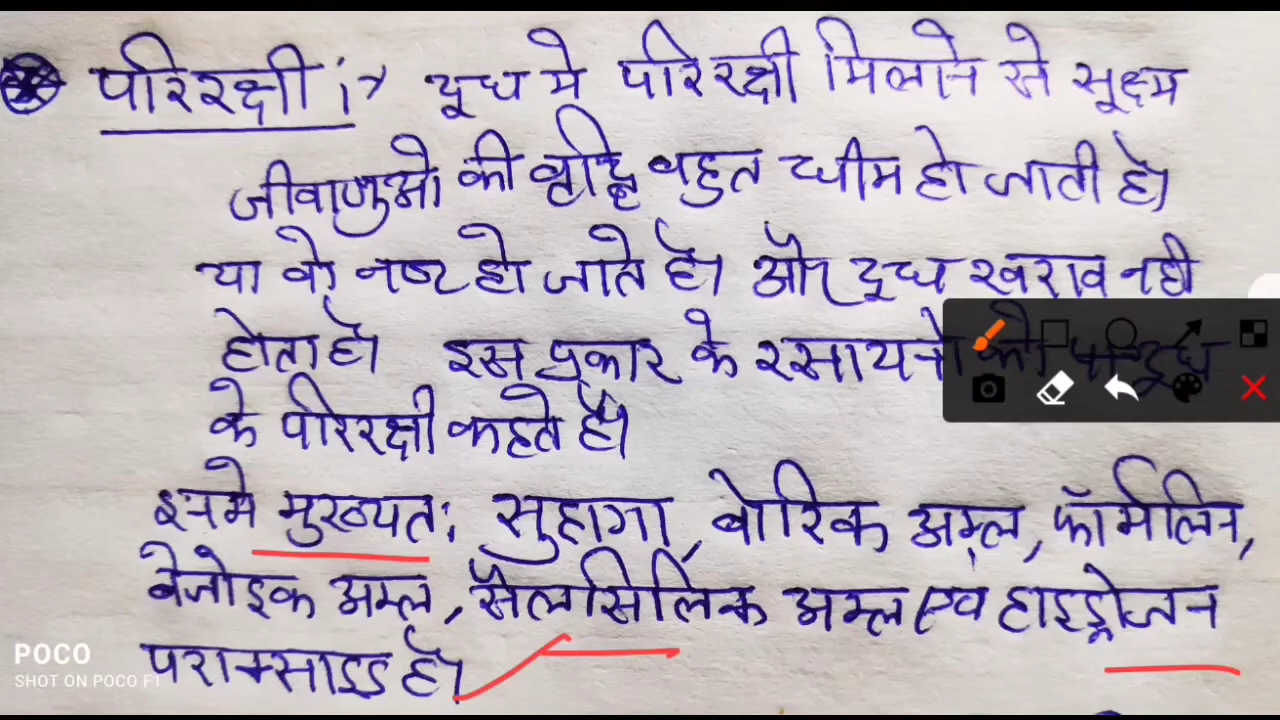 परिरक्षी :→ दूध मे परिरक्षी मिलाने से सूक्ष्म
जीवाणुओ की वृद्धि बहुत धीम हो जाती है।
या वो नष्ट हो जाते है। और दूध खराब नही
होता है। इस प्रकार के रसायनो को दूध
के परिरक्षी कहते है।
इनमे मुख्यतः सुहागा, बोरिक अम्ल, फॉर्मलिन,
बेजोइक अम्ल, सैलसिलिक अम्ल एवं हाइड्रोजन
पराक्साइड है।
POCO
SHOT ON POCO F1